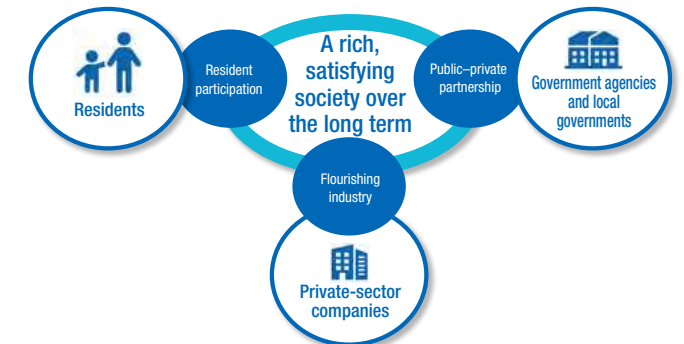 A rich,
satisfying
society over
the long term
Resident
participation
Residents
Public–private
partnership
Government agencies
and local
governments
Flourishing
industry
Private-sector
companies